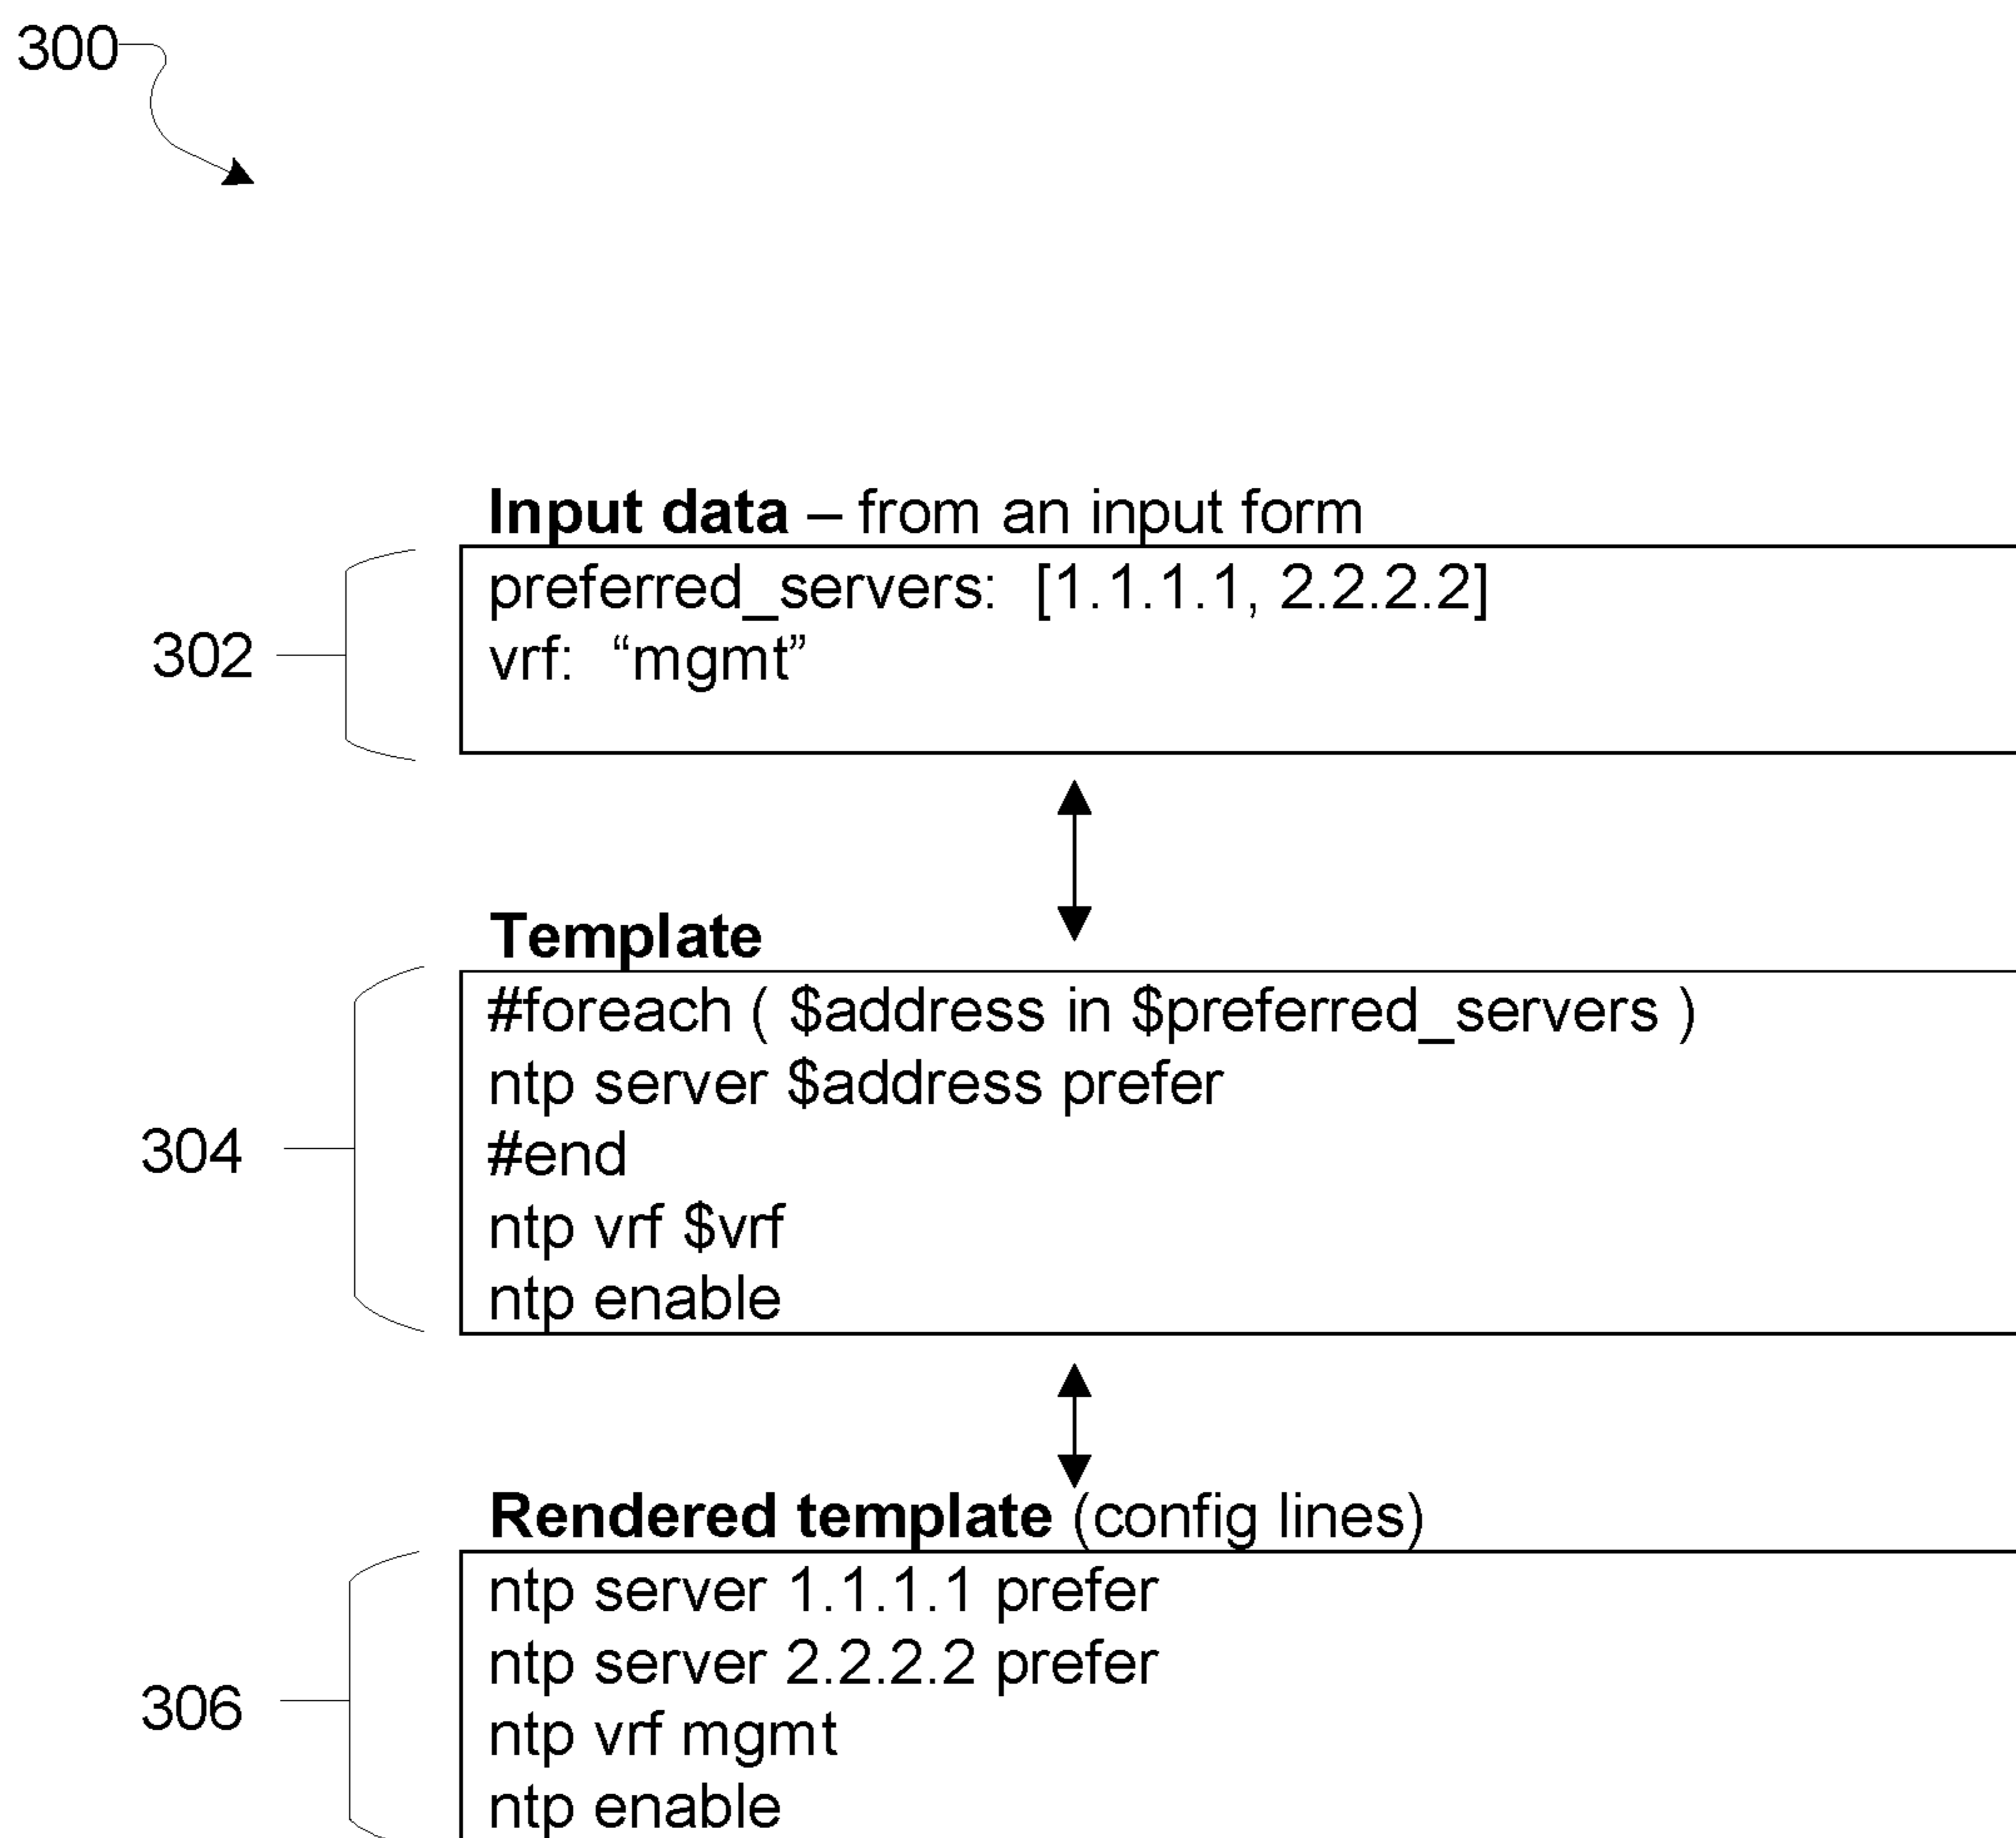 300
Input data – from an input form
302
preferred_servers: [1.1.1.1, 2.2.2.2]
vrf: “mgmt”
Template
304
#foreach ( $address in $preferred_servers )
ntp server $address prefer
#end
ntp vrf $vrf
ntp enable
Rendered template (config lines)
306
ntp server 1.1.1.1 prefer
ntp server 2.2.2.2 prefer
ntp vrf mgmt
ntp enable